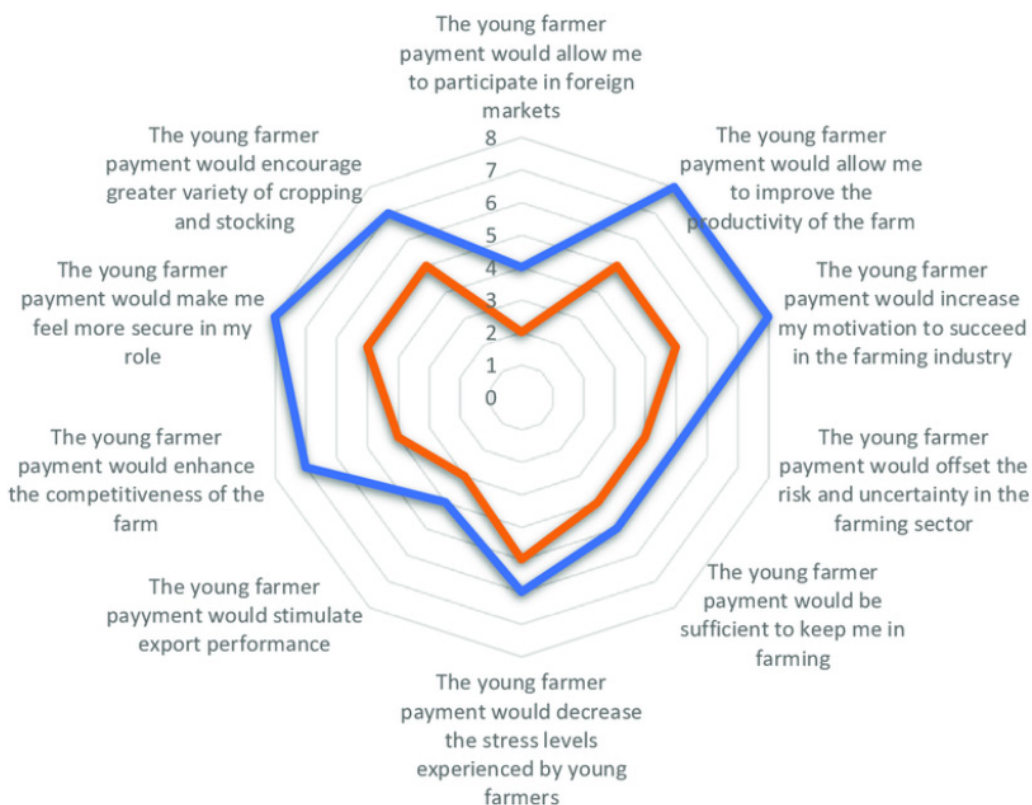 The young farmer
payment would allow me
to participate in foreign
markets
The young farmer
payment would allow me
to improve the
productivity of the farm
The young farmer
payment would increase
my motivation to succeed
in the farming industry
The young farmer
payment would offset the
risk and uncertainty in the
farming sector
The young farmer
payment would be
sufficient to keep me in
farming
The young farmer
payment would decrease
the stress levels
experienced by young
farmers
The young farmer
payyment would stimulate
export performance
The young farmer
payment would enhance
the competitiveness of the
farm
The young farmer
payment would make me
feel more secure in my
role
The young farmer
payment would encourage
greater variety of cropping
and stocking
8
7
6
5
4
3
2
1
0